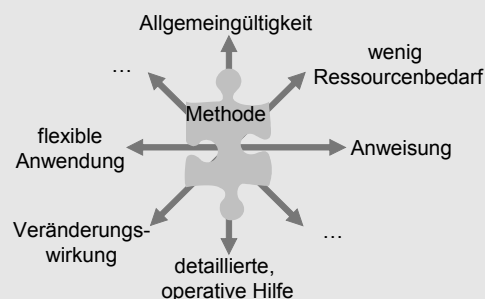 Allgemeingültigkeit
…
wenig
Ressourcenbedarf
Methode
flexible
Anwendung
Anweisung
Veränderungs-
wirkung
…
detaillierte,
operative Hilfe